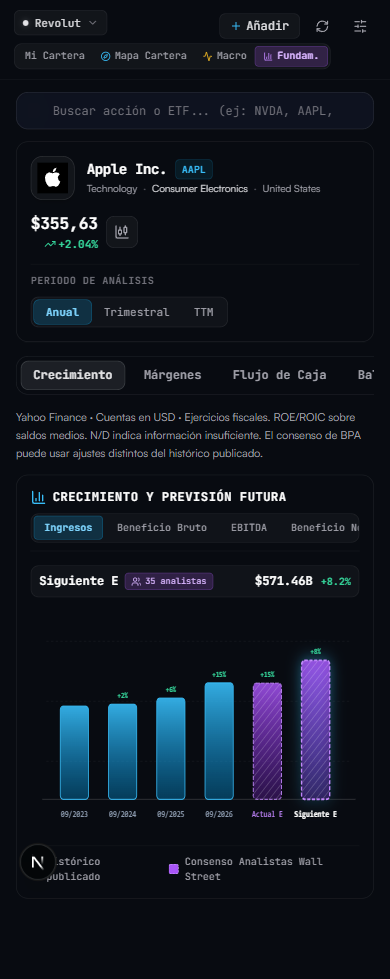 Revolut
Añadir
Mi Cartera
Mapa Cartera
Macro
Fundam.
Buscar acción o ETF... (ej: NVDA, AAPL,
Apple Inc. AAPL
Technology · Consumer Electronics · United States
$355,63
+2.04%
PERIODO DE ANÁLISIS
Anual
Trimestral
TTM
Crecimiento
Márgenes
Flujo de Caja
Yahoo Finance · Cuentas en USD · Ejercicios fiscales. ROE/ROIC sobre
saldos medios. N/D indica información insuficiente. El consenso de BPA
puede usar ajustes distintos del histórico publicado.
CRECIMIENTO Y PREVISIÓN FUTURA
Ingresos
Beneficio Bruto
EBITDA
Beneficio
Siguiente E 35 analistas $571.46B +8.2%
+2% +6% +15% +15% +8%
09/2023 09/2024 09/2025 09/2026 Actual E Siguiente E
N
publicado
Consenso Analistas Wall
Street